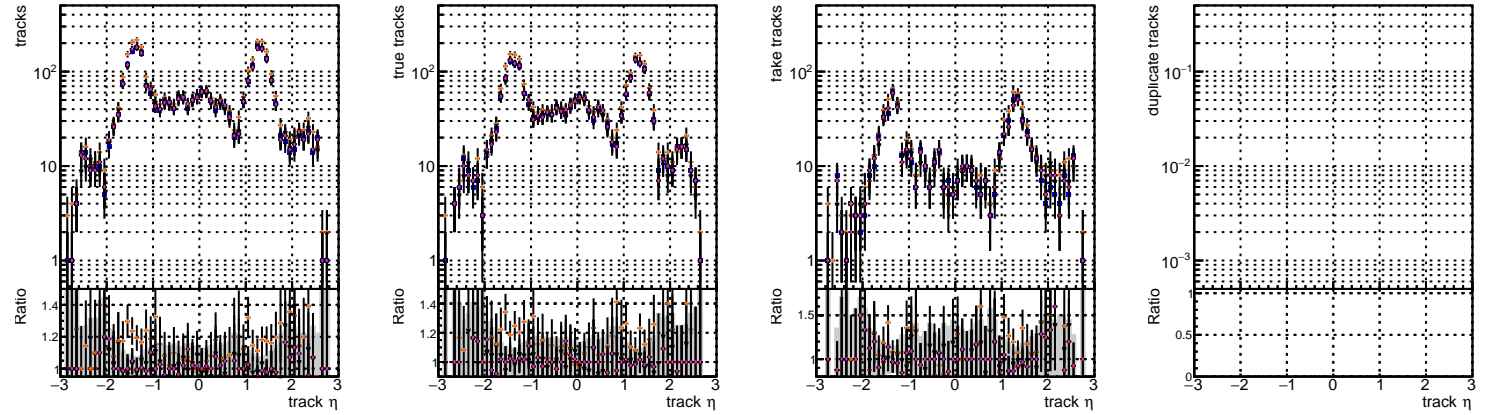 tracks
10²
10
1
Ratio
1.4
1.2
1
−3 −2 −1 0 1 2 3
track η
true tracks
10²
10
1
Ratio
1.4
1.2
1
−3 −2 −1 0 1 2 3
track η
fake tracks
10²
10
1
Ratio
1.5
1
−3 −2 −1 0 1 2 3
track η
duplicate tracks
10⁻¹
10⁻²
10⁻³
Ratio
1
0.5
0
−3 −2 −1 0 1 2 3
track η